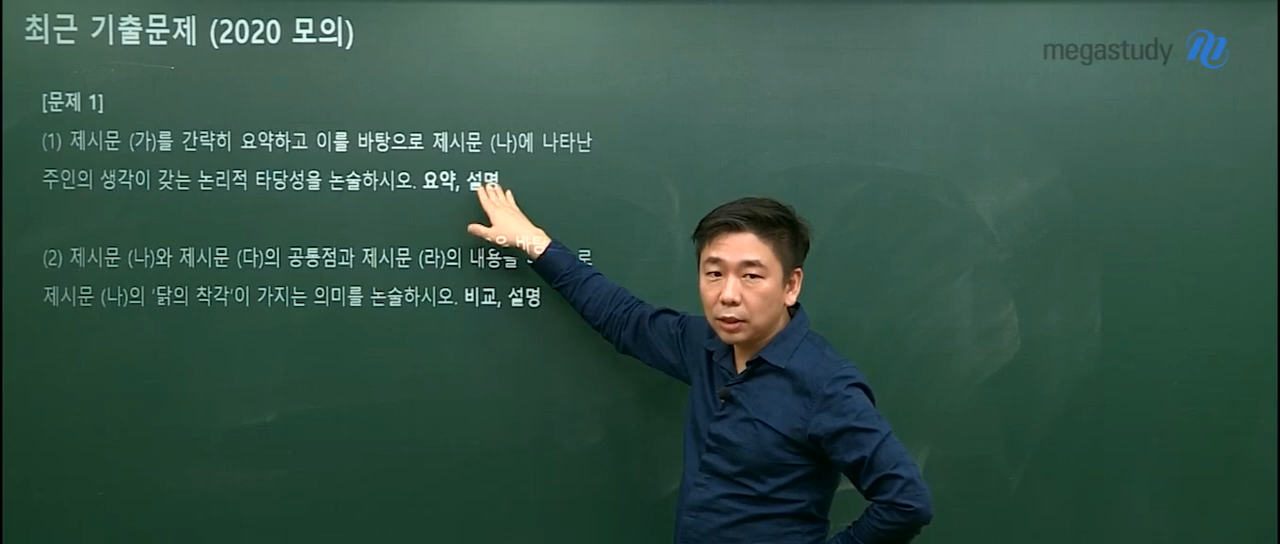 최근 기출문제 (2020 모의)
megastudy
[문제 1]
(1) 제시문 (가)를 간략히 요약하고 이를 바탕으로 제시문 (나)에 나타난
주인의 생각이 갖는 논리적 타당성을 논술하시오. 요약, 설명
(2) 제시문 (나)와 제시문 (다)의 공통점과 제시문 (라)의 내용을 로
제시문 (나)의 '닭의 착각'이 가지는 의미를 논술하시오. 비교, 설명